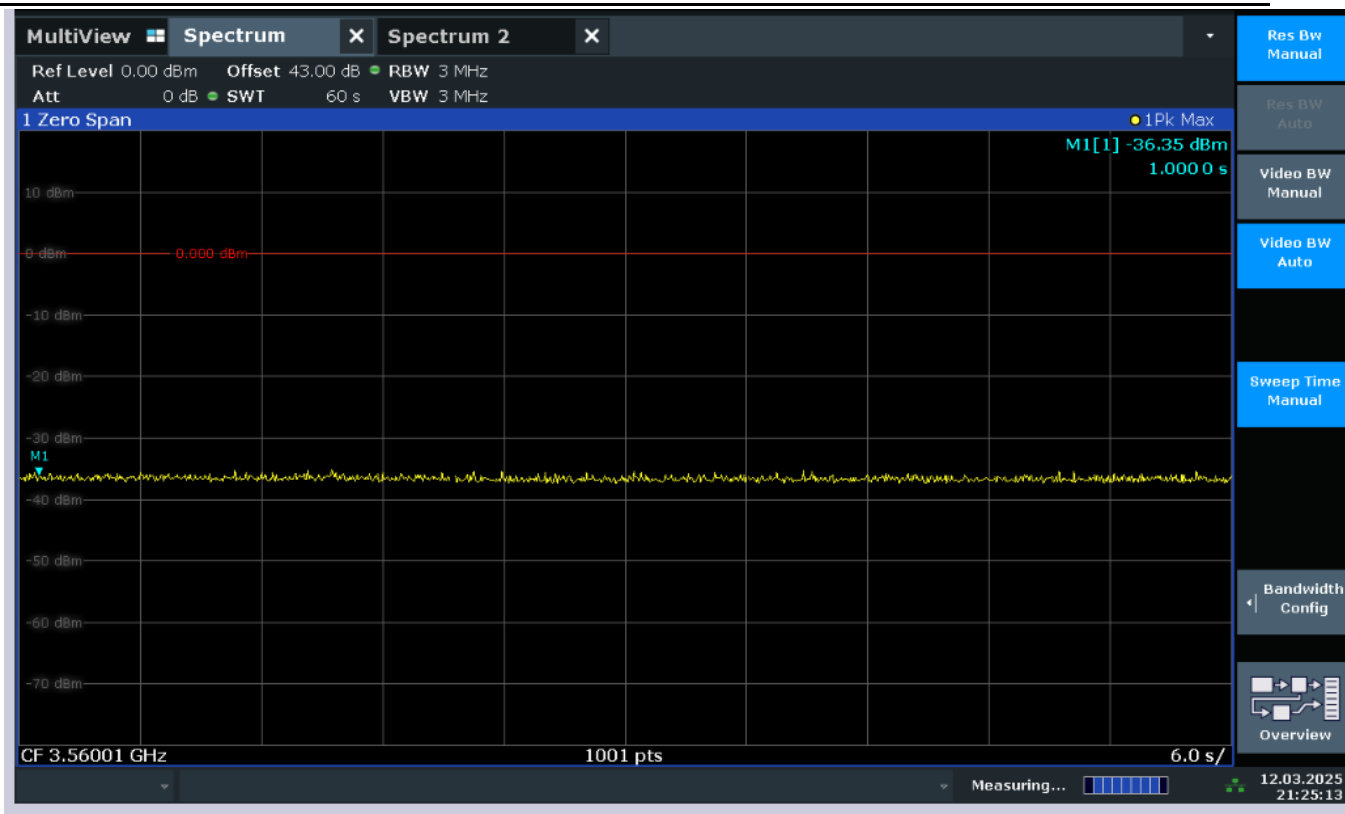 MultiView Spectrum X Spectrum 2 X
Ref Level 0.00 dBm Offset 43.00 dB RBW 3 MHz
Att 0 dB SWT 60 s VBW 3 MHz
1 Zero Span 1Pk Max
M1[1] -36.35 dBm
1.000 0 s
10 dBm
0 dBm 0.000 dBm
-10 dBm
-20 dBm
-30 dBm
M1
-40 dBm
-50 dBm
-60 dBm
-70 dBm
CF 3.56001 GHz 1001 pts 6.0 s/
Measuring... 12.03.2025
21:25:13
Res Bw
Manual
Res BW
Auto
Video BW
Manual
Video BW
Auto
Sweep Time
Manual
Bandwidth
Config
Overview